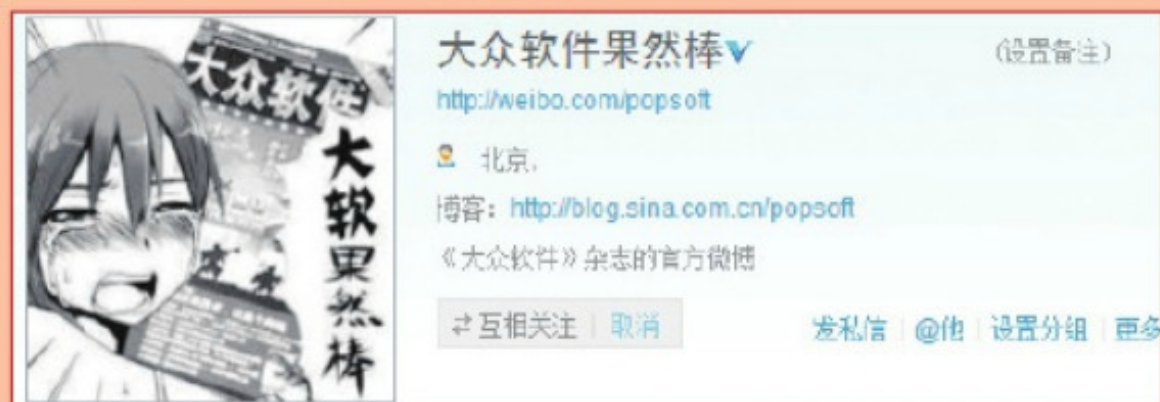 大众软件
大软果然棒
大众软件果然棒
(设置备注)
http://weibo.com/popsoft
北京,
博客：http://blog.sina.com.cn/popsoft
《大众软件》杂志的官方微博
互相关注 | 取消
发私信 | @他 | 设置分组 | 更多